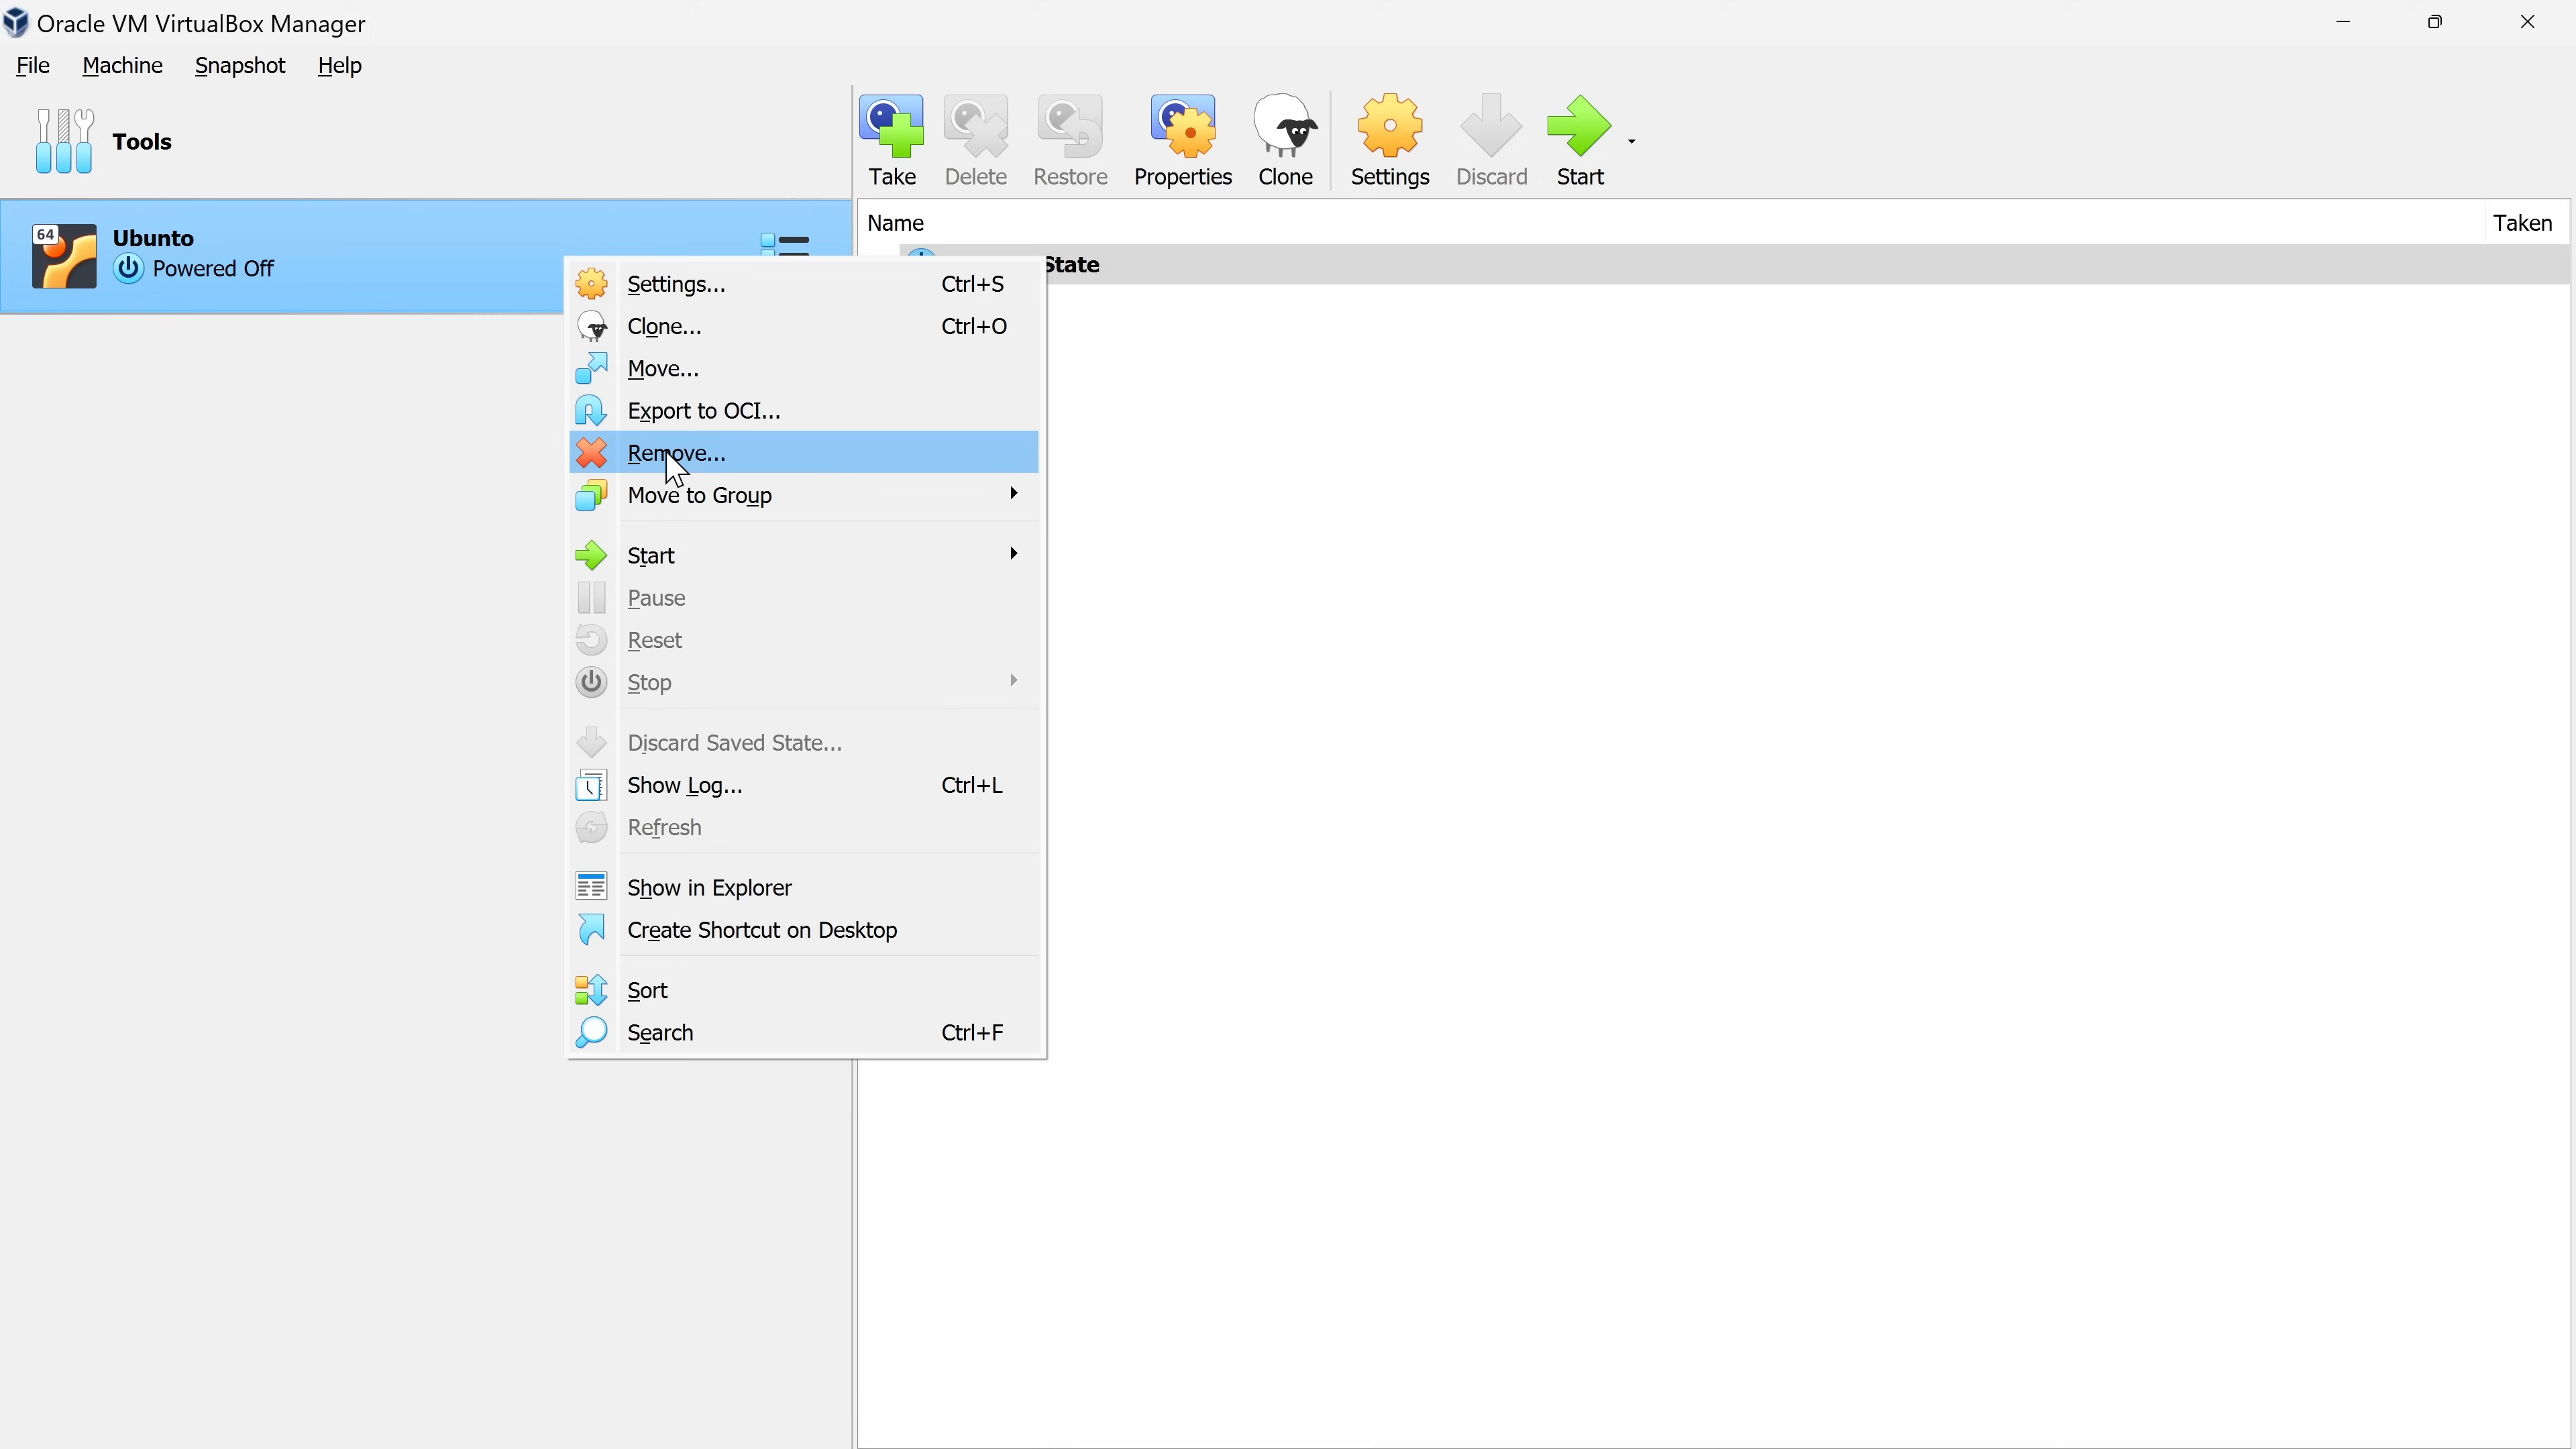 Oracle VM VirtualBox Manager
File Machine Snapshot Help
Tools
Take Delete Restore Properties Clone Settings Discard Start
64
Ubunto
Powered Off
Name Taken
State
Settings... Ctrl+S
Clone... Ctrl+O
Move...
Export to OCI...
Remove...
Move to Group
Start
Pause
Reset
Stop
Discard Saved State...
Show Log... Ctrl+L
Refresh
Show in Explorer
Create Shortcut on Desktop
Sort
Search Ctrl+F